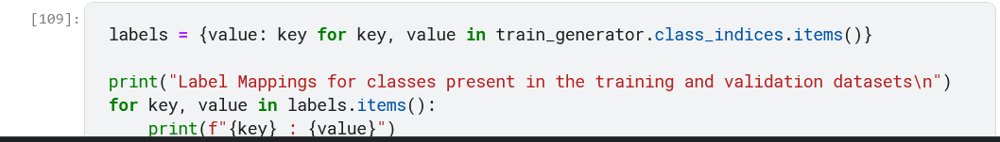 [109]:
labels = {value: key for key, value in train_generator.class_indices.items()}
print("Label Mappings for classes present in the training and validation datasets\n")
for key, value in labels.items():
    print(f"{key} : {value}")